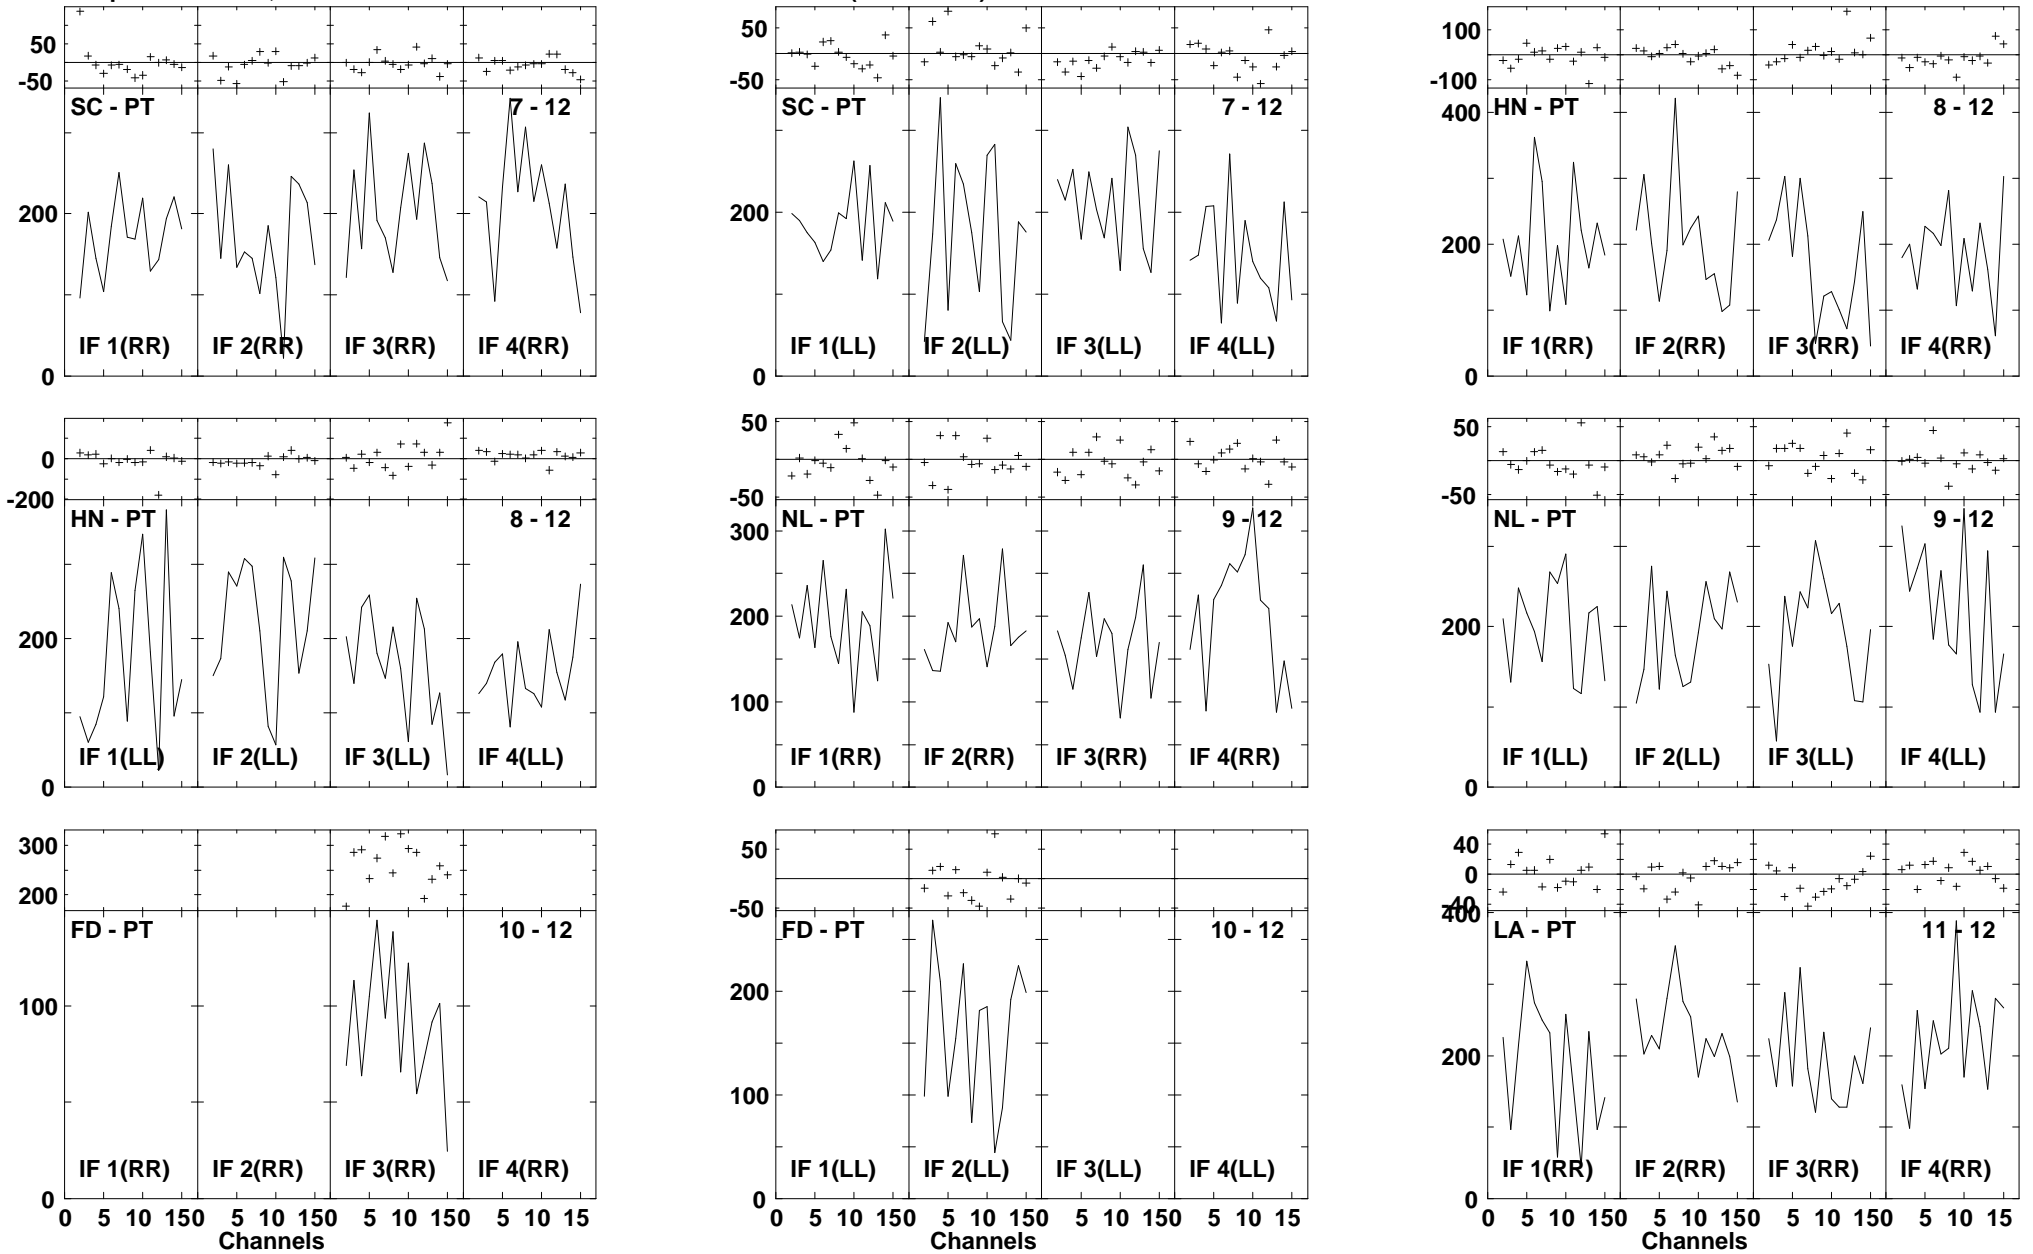 50
-50
SC - PT 7 - 12
200
IF 1(RR) IF 2(RR) IF 3(RR) IF 4(RR)
0
50
-50
SC - PT 7 - 12
200
IF 1(LL) IF 2(LL) IF 3(LL) IF 4(LL)
0
100
-100
400
HN - PT 8 - 12
200
IF 1(RR) IF 2(RR) IF 3(RR) IF 4(RR)
0
0
-200
HN - PT 8 - 12
200
IF 1(LL) IF 2(LL) IF 3(LL) IF 4(LL)
0
50
0
-50
NL - PT 9 - 12
300
200
100
IF 1(RR) IF 2(RR) IF 3(RR) IF 4(RR)
0
50
-50
NL - PT 9 - 12
200
IF 1(LL) IF 2(LL) IF 3(LL) IF 4(LL)
0
300
200
FD - PT 10 - 12
100
IF 1(RR) IF 2(RR) IF 3(RR) IF 4(RR)
0
0 5 10 150 5 10 150 5 10 150 5 10 15
Channels
50
-50
FD - PT 10 - 12
200
100
IF 1(LL) IF 2(LL) IF 3(LL) IF 4(LL)
0
0 5 10 150 5 10 150 5 10 150 5 10 15
Channels
40
0
-40
400
LA - PT 11 - 12
200
IF 1(RR) IF 2(RR) IF 3(RR) IF 4(RR)
0
0 5 10 150 5 10 150 5 10 150 5 10 15
Channels